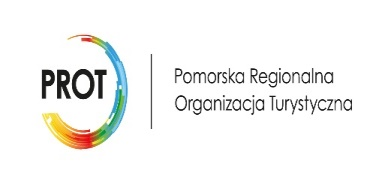 PROT
Pomorska Regionalna
Organizacja Turystyczna